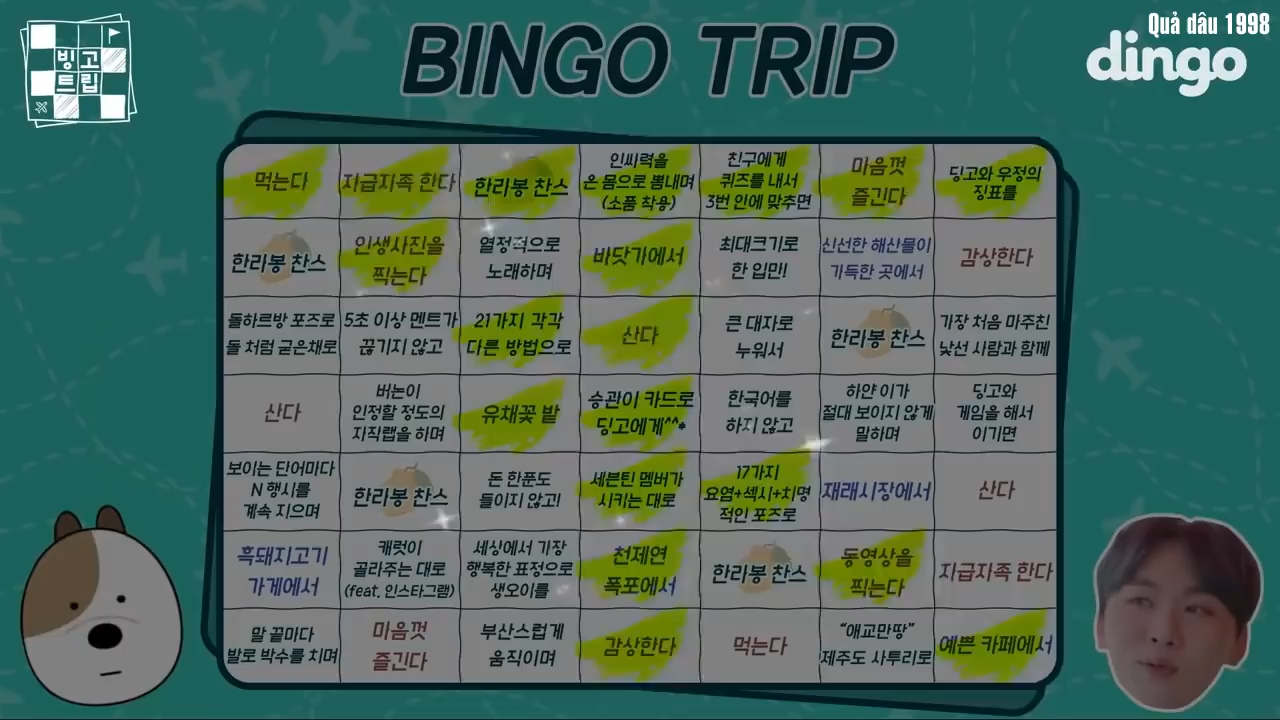 Quả dâu 1998
dingo
BINGO TRIP
빙고
트립
먹는다
자급자족 한다
한라봉 찬스
인싸력을
온 몸으로 뽐내며
(소품 착용)
친구에게
퀴즈를 내서
3번 안에 맞추면
마음껏
즐긴다
딩고와 우정의
징표를
한라봉 찬스
인생사진을
찍는다
열정적으로
노래하며
바닷가에서
최대크기로
한 입만!
신선한 해산물이
가득한 곳에서
감상한다
돌하르방 포즈로
돌 처럼 굳은채로
5초 이상 멘트가
끊기지 않고
21가지 각각
다른 방법으로
산다
큰 대자로
누워서
한라봉 찬스
가장 처음 마주친
낯선 사람과 함께
산다
버논이
인정할 정도의
지직랩을 하며
유채꽃 밭
승관이 카드로
딩고에게^^*
한국어를
하지 않고
하얀 이가
절대 보이지 않게
말하며
딩고와
게임을 해서
이기면
보이는 단어마다
N 행시를
계속 지으며
한라봉 찬스
돈 한푼도
들이지 않고!
세븐틴 멤버가
시키는 대로
17가지
요염+섹시+치명
적인 포즈로
재래시장에서
산다
흑돼지고기
가게에서
캐럿이
골라주는 대로
(feat. 인스타그램)
세상에서 가장
행복한 표정으로
생오이를
천제연
폭포에서
한라봉 찬스
동영상을
찍는다
자급자족 한다
말 끝마다
발로 박수를 치며
마음껏
즐긴다
부산스럽게
움직이며
감상한다
먹는다
“애교만땅”
제주도 사투리로
예쁜 카페에서